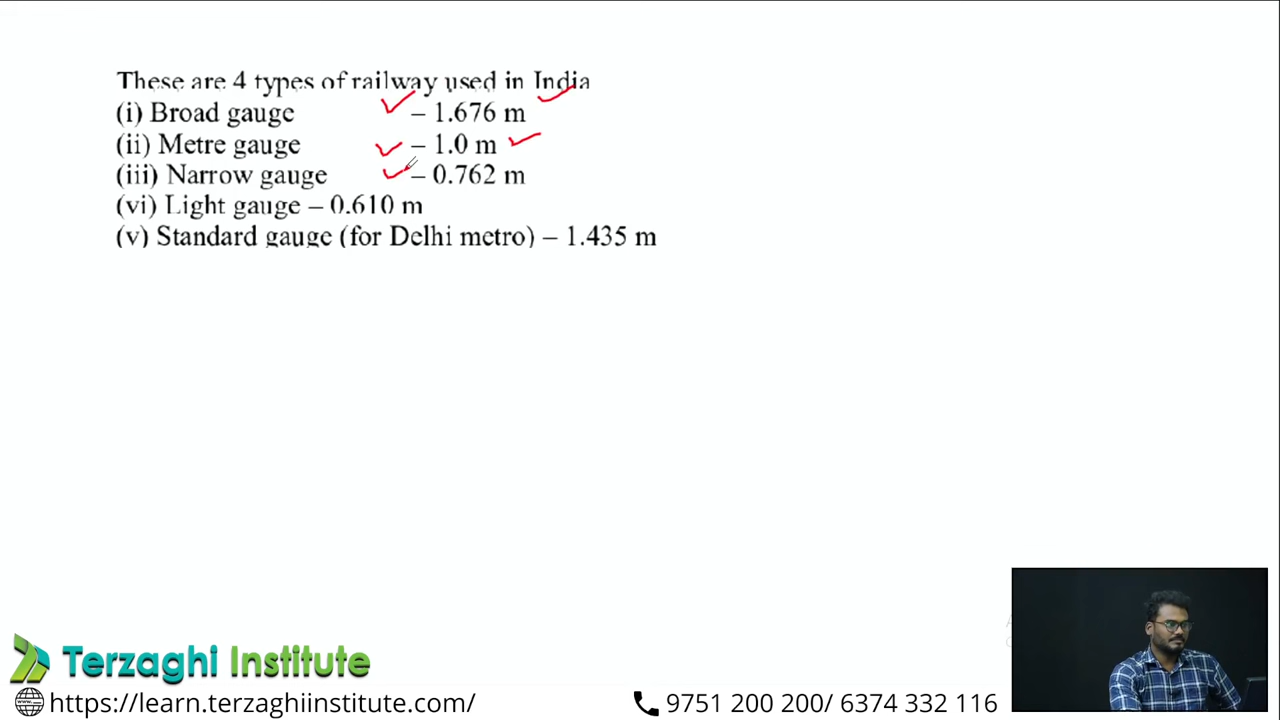 These are 4 types of railway used in India
(i) Broad gauge – 1.676 m
(ii) Metre gauge – 1.0 m
(iii) Narrow gauge – 0.762 m
(vi) Light gauge – 0.610 m
(v) Standard gauge (for Delhi metro) – 1.435 m
Terzaghi Institute
https://learn.terzaghiinstitute.com/
9751 200 200/ 6374 332 116